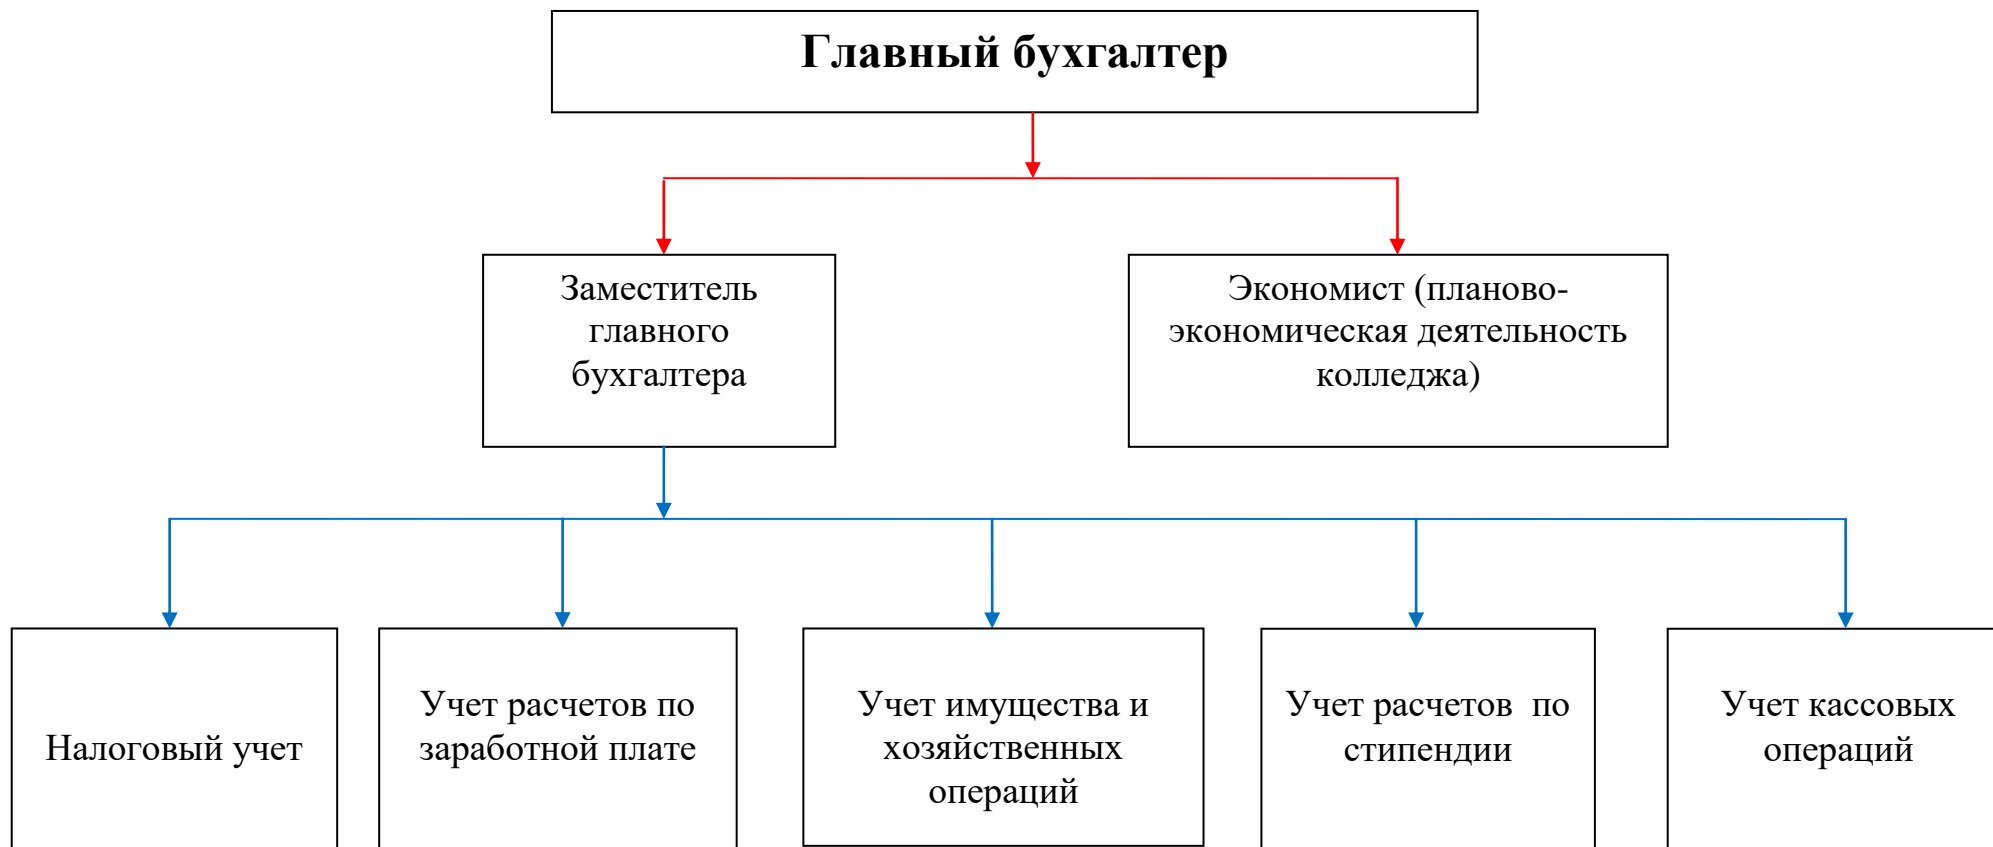 Главный бухгалтер
Заместитель
главного
бухгалтера
Экономист (планово-
экономическая деятельность
колледжа)
Налоговый учет
Учет расчетов по
заработной плате
Учет имущества и
хозяйственных
операций
Учет расчетов  по
стипендии
Учет кассовых
операций